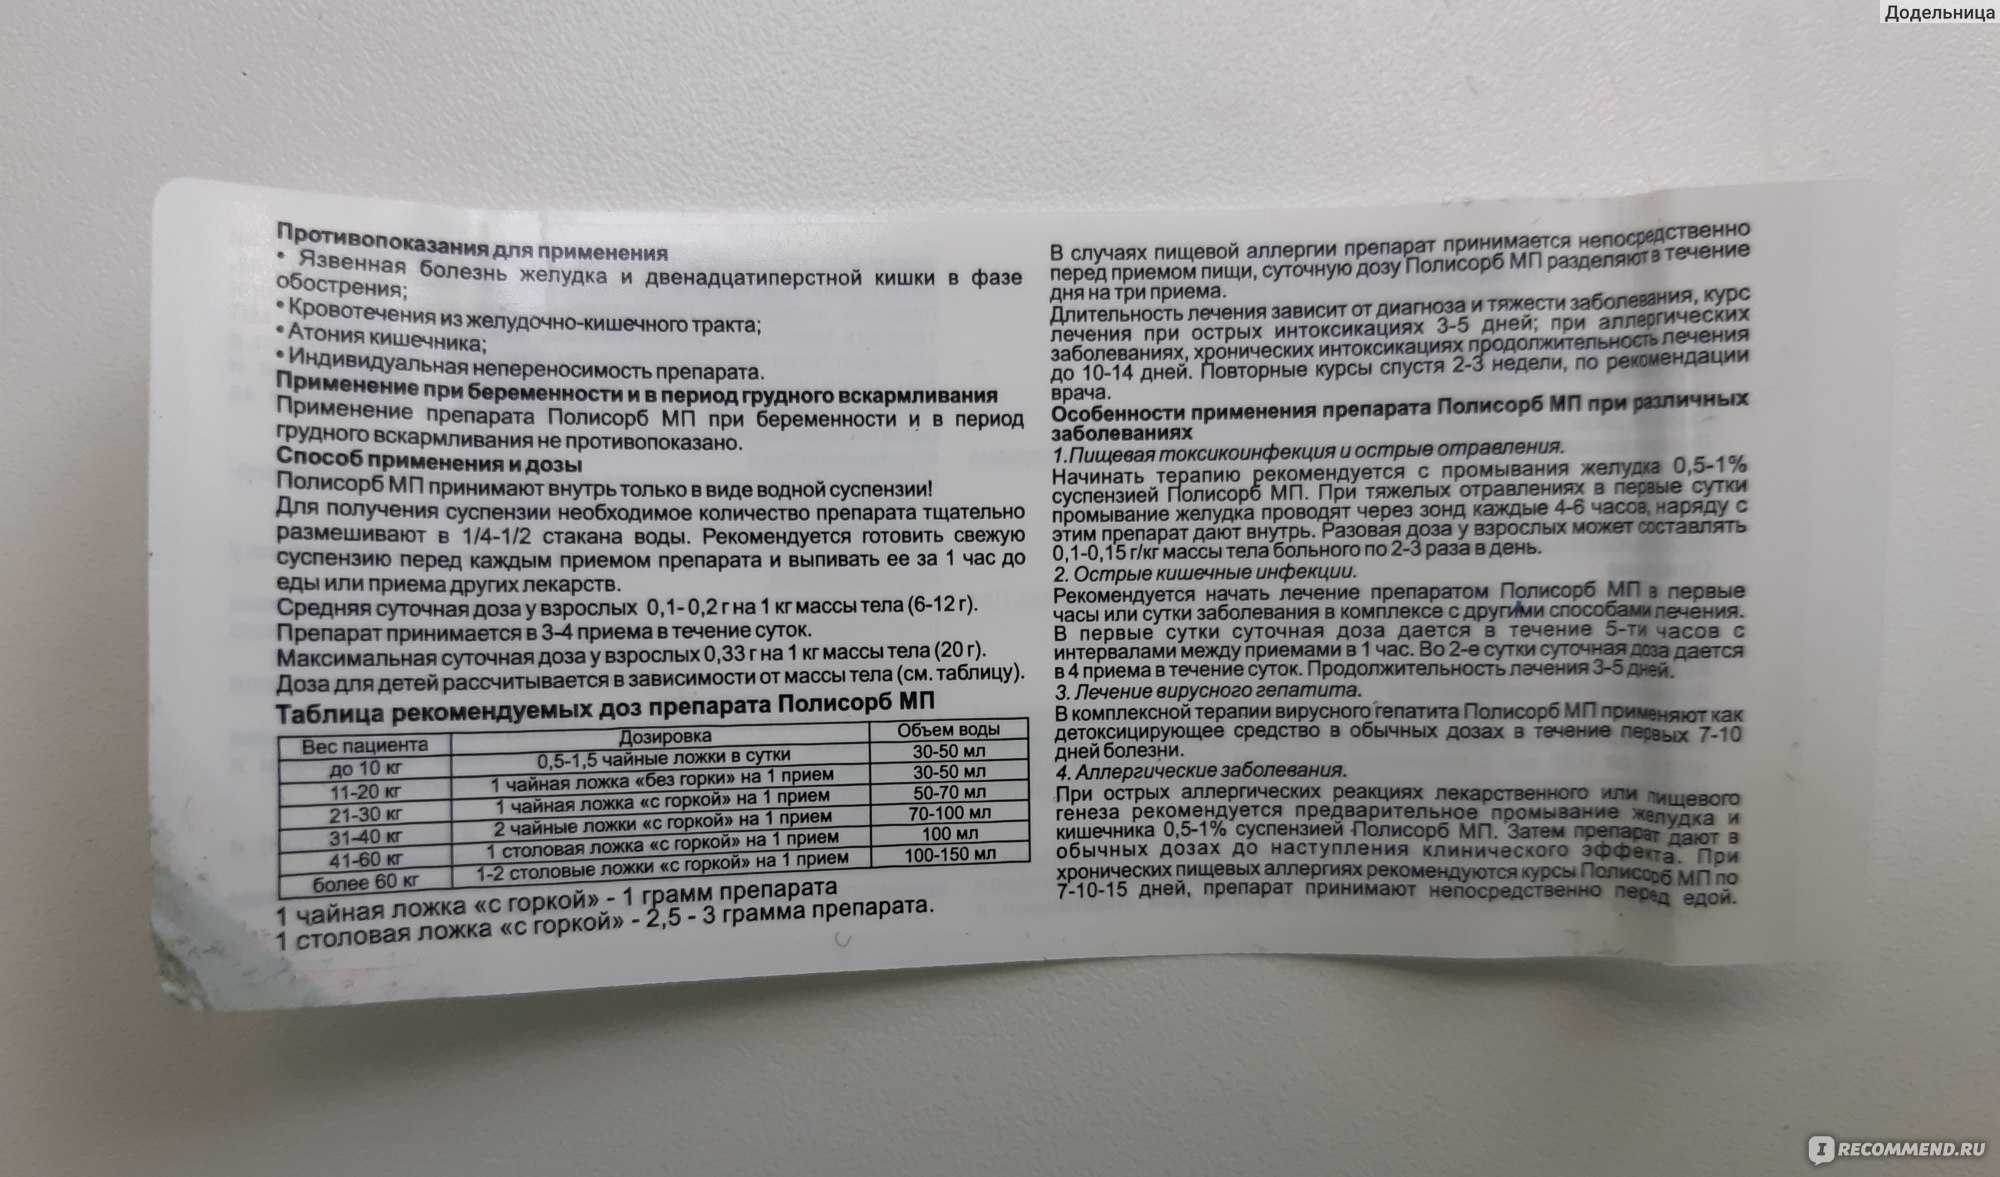 Додельница
Противопоказания для применения
• Язвенная болезнь желудка и двенадцатиперстной кишки в фазе
обострения;
• Кровотечения из желудочно-кишечного тракта;
• Атония кишечника;
• Индивидуальная непереносимость препарата.
Применение при беременности и в период грудного вскармливания
Применение препарата Полисорб МП при беременности и в период
грудного вскармливания не противопоказано.
Способ применения и дозы
Полисорб МП принимают внутрь только в виде водной суспензии!
Для получения суспензии необходимое количество препарата тщательно
размешивают в 1/4-1/2 стакана воды. Рекомендуется готовить свежую
суспензию перед каждым приемом препарата и выпивать ее за 1 час до
еды или приема других лекарств.
Средняя суточная доза у взрослых 0,1- 0,2 г на 1 кг массы тела (6-12 г).
Препарат принимается в 3-4 приема в течение суток.
Максимальная суточная доза у взрослых 0,33 г на 1 кг массы тела (20 г).
Доза для детей рассчитывается в зависимости от массы тела (см. таблицу).
Таблица рекомендуемых доз препарата Полисорб МП
Вес пациента Дозировка Объем воды
до 10 кг 0,5-1,5 чайные ложки в сутки 30-50 мл
11-20 кг 1 чайная ложка «без горки» на 1 прием 30-50 мл
21-30 кг 1 чайная ложка «с горкой» на 1 прием 50-70 мл
31-40 кг 2 чайные ложки «с горкой» на 1 прием 70-100 мл
41-60 кг 1 столовая ложка «с горкой» на 1 прием 100 мл
более 60 кг 1-2 столовые ложки «с горкой» на 1 прием 100-150 мл
1 чайная ложка «с горкой» - 1 грамм препарата
1 столовая ложка «с горкой» - 2,5 - 3 грамма препарата.
В случаях пищевой аллергии препарат принимается непосредственно
перед приемом пищи, суточную дозу Полисорб МП разделяют в течение
дня на три приема.
Длительность лечения зависит от диагноза и тяжести заболевания, курс
лечения при острых интоксикациях 3-5 дней; при аллергических
заболеваниях, хронических интоксикациях продолжительность лечения
до 10-14 дней. Повторные курсы спустя 2-3 недели, по рекомендации
врача.
Особенности применения препарата Полисорб МП при различных
заболеваниях
1.Пищевая токсикоинфекция и острые отравления.
Начинать терапию рекомендуется с промывания желудка 0,5-1%
суспензией Полисорб МП. При тяжелых отравлениях в первые сутки
промывание желудка проводят через зонд каждые 4-6 часов, наряду с
этим препарат дают внутрь. Разовая доза у взрослых может составлять
0,1-0,15 г/кг массы тела больного по 2-3 раза в день.
2. Острые кишечные инфекции.
Рекомендуется начать лечение препаратом Полисорб МП в первые
часы или сутки заболевания в комплексе с другими способами лечения.
В первые сутки суточная доза дается в течение 5-ти часов с
интервалами между приемами в 1 час. Во 2-е сутки суточная доза дается
в 4 приема в течение суток. Продолжительность лечения 3-5 дней.
3. Лечение вирусного гепатита.
В комплексной терапии вирусного гепатита Полисорб МП применяют как
детоксицирующее средство в обычных дозах в течение первых 7-10
дней болезни.
4. Аллергические заболевания.
При острых аллергических реакциях лекарственного или пищевого
генеза рекомендуется предварительное промывание желудка и
кишечника 0,5-1% суспензией Полисорб МП. Затем препарат дают в
обычных дозах до наступления клинического эффекта. При
хронических пищевых аллергиях рекомендуются курсы Полисорб МП по
7-10-15 дней, препарат принимают непосредственно перед едой.
IRECOMMEND.RU